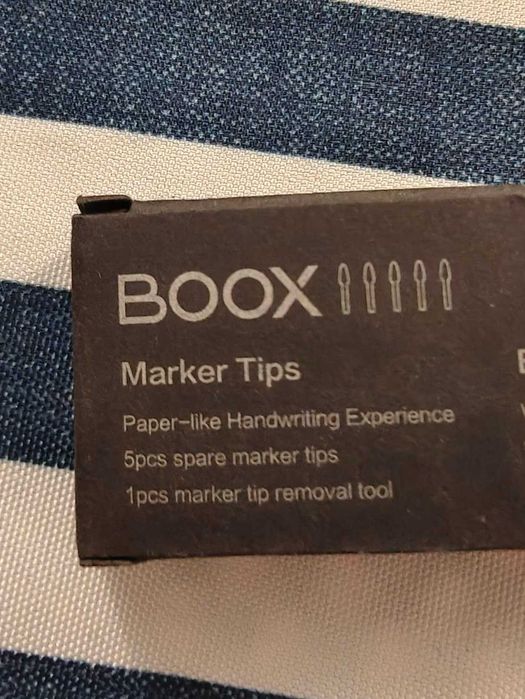 BOOX
Marker Tips
Paper-like Handwriting Experience
5pcs spare marker tips
1pcs marker tip removal tool